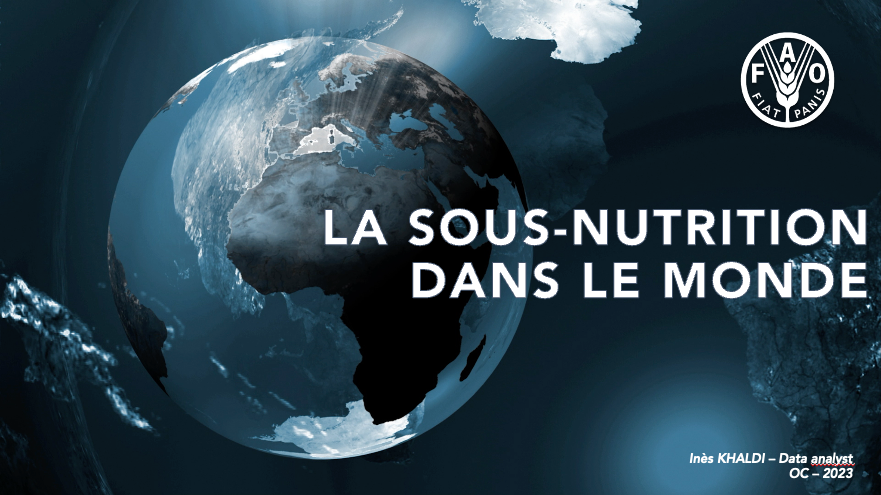 FAO
FIAT PANIS
LA SOUS-NUTRITION
DANS LE MONDE
Inès KHALDI – Data analyst
OC – 2023